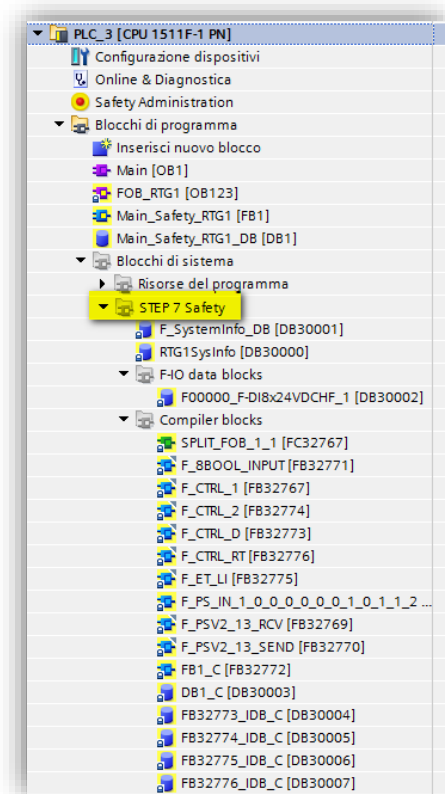 PLC_3 [CPU 1511F-1 PN]
Configurazione dispositivi
Online & Diagnostica
Safety Administration
Blocchi di programma
Inserisci nuovo blocco
Main [OB1]
FOB_RTG1 [OB123]
Main_Safety_RTG1 [FB1]
Main_Safety_RTG1_DB [DB1]
Blocchi di sistema
Risorse del programma
STEP 7 Safety
F_SystemInfo_DB [DB30001]
RTG1SysInfo [DB30000]
F-IO data blocks
F00000_F-DI8x24VDCHF_1 [DB30002]
Compiler blocks
SPLIT_FOB_1_1 [FC32767]
F_8BOOL_INPUT [FB32771]
F_CTRL_1 [FB32767]
F_CTRL_2 [FB32774]
F_CTRL_D [FB32773]
F_CTRL_RT [FB32776]
F_ET_LI [FB32775]
F_PS_IN_1_0_0_0_0_0_0_1_0_1_1_2 ...
F_PSV2_13_RCV [FB32769]
F_PSV2_13_SEND [FB32770]
FB1_C [FB32772]
DB1_C [DB30003]
FB32773_IDB_C [DB30004]
FB32774_IDB_C [DB30005]
FB32775_IDB_C [DB30006]
FB32776_IDB_C [DB30007]